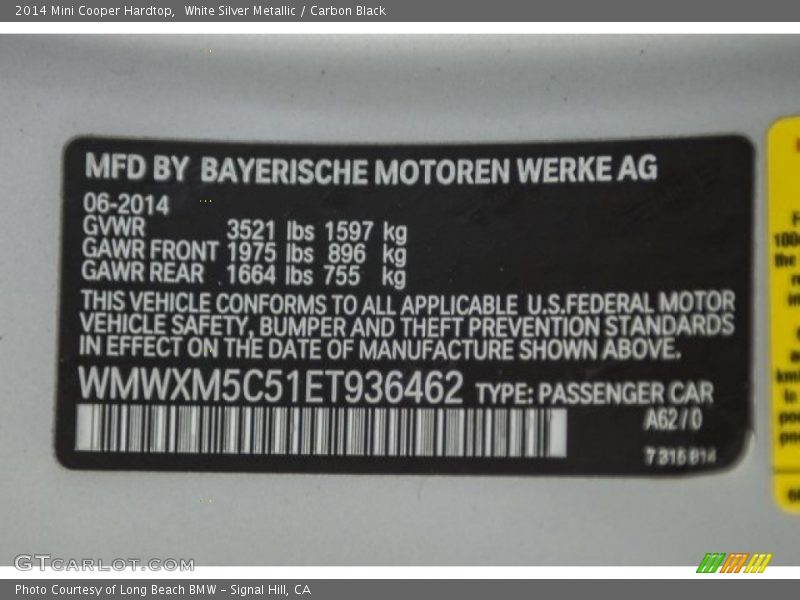 2014 Mini Cooper Hardtop, White Silver Metallic / Carbon Black
MFD BY BAYERISCHE MOTOREN WERKE AG
06-2014
GVWR 3521 lbs 1597 kg
GAWR FRONT 1975 lbs 896 kg
GAWR REAR 1664 lbs 755 kg
THIS VEHICLE CONFORMS TO ALL APPLICABLE U.S.FEDERAL MOTOR
VEHICLE SAFETY, BUMPER AND THEFT PREVENTION STANDARDS
IN EFFECT ON THE DATE OF MANUFACTURE SHOWN ABOVE.
WMWXM5C51ET936462 TYPE: PASSENGER CAR
A62/0
7 315 814
GTCARLOT.COM
Photo Courtesy of Long Beach BMW - Signal Hill, CA